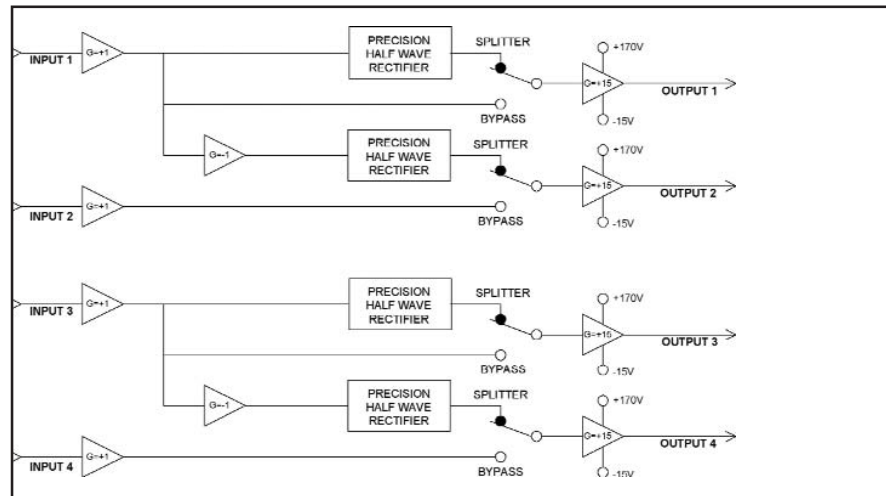 PRECISION
HALF WAVE
RECTIFIER
SPLITTER
+170V
INPUT 1
G=+1
G=+15
OUTPUT 1
BYPASS
-15V
G=-1
PRECISION
HALF WAVE
RECTIFIER
SPLITTER
+170V
INPUT 2
G=+1
G=+15
OUTPUT 2
BYPASS
-15V
PRECISION
HALF WAVE
RECTIFIER
SPLITTER
+170V
INPUT 3
G=+1
G=+15
OUTPUT 3
BYPASS
-15V
G=-1
PRECISION
HALF WAVE
RECTIFIER
SPLITTER
+170V
INPUT 4
G=+1
G=+15
OUTPUT 4
BYPASS
-15V